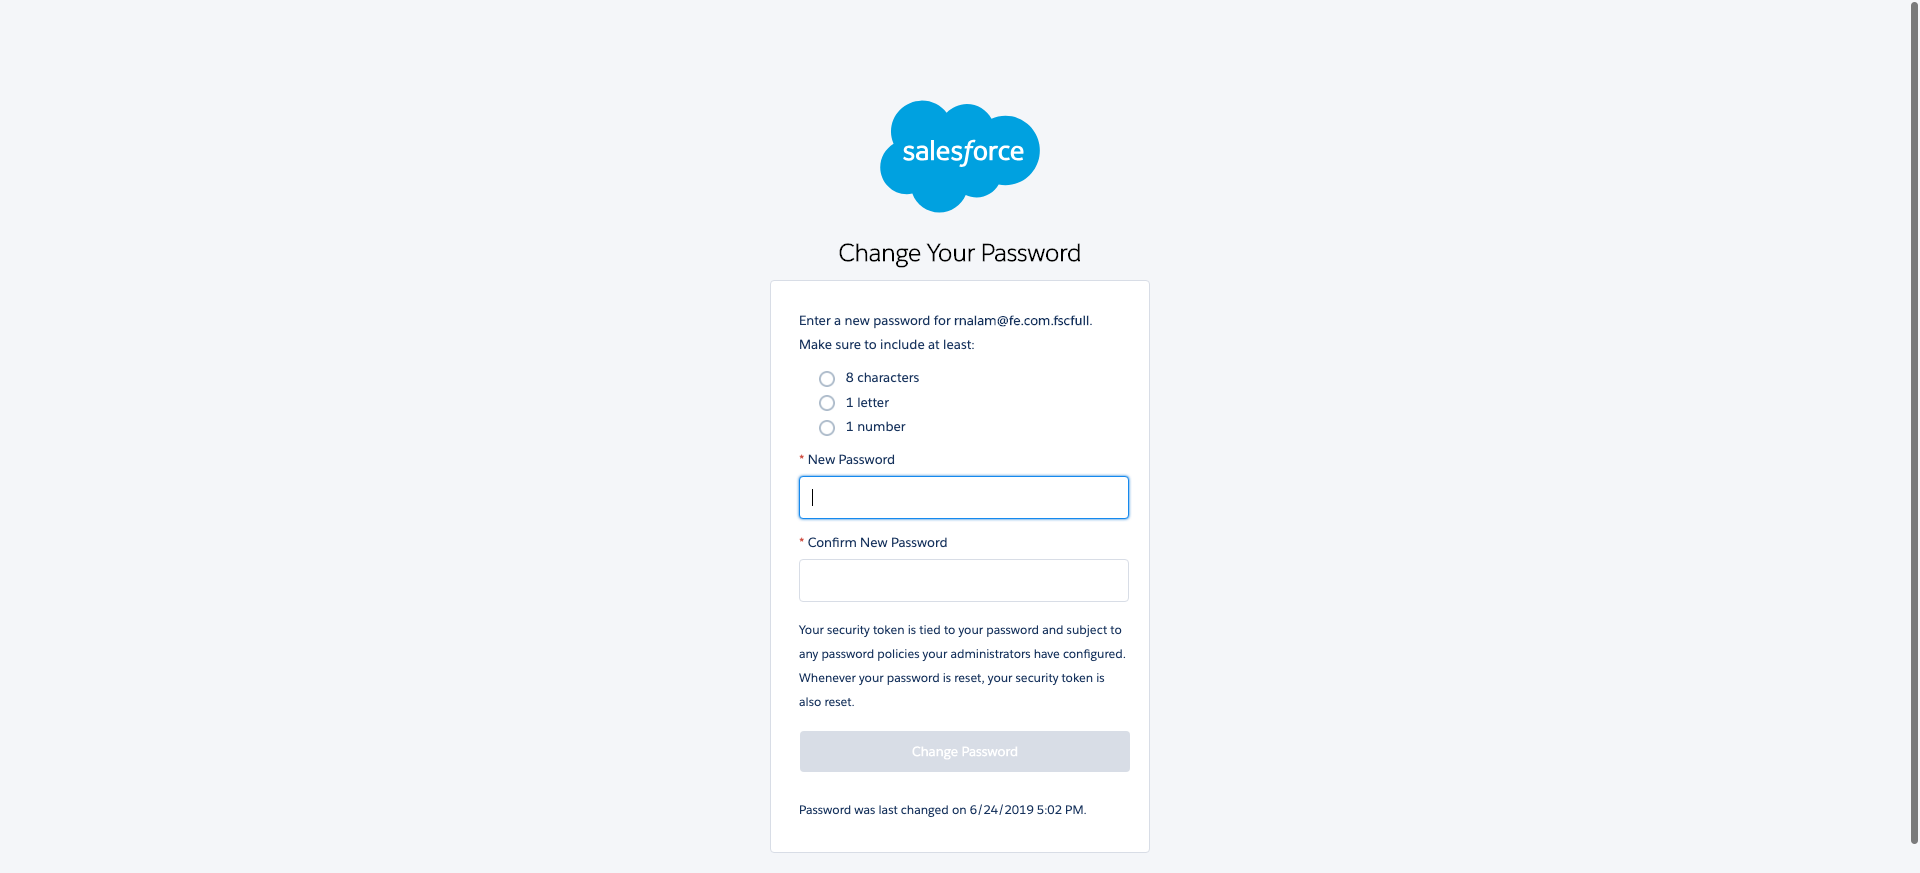 salesforce
Change Your Password
Enter a new password for rnalam@fe.com.fscfull.
Make sure to include at least:
8 characters
1 letter
1 number
* New Password
* Confirm New Password
Your security token is tied to your password and subject to
any password policies your administrators have configured.
Whenever your password is reset, your security token is
also reset.
Change Password
Password was last changed on 6/24/2019 5:02 PM.